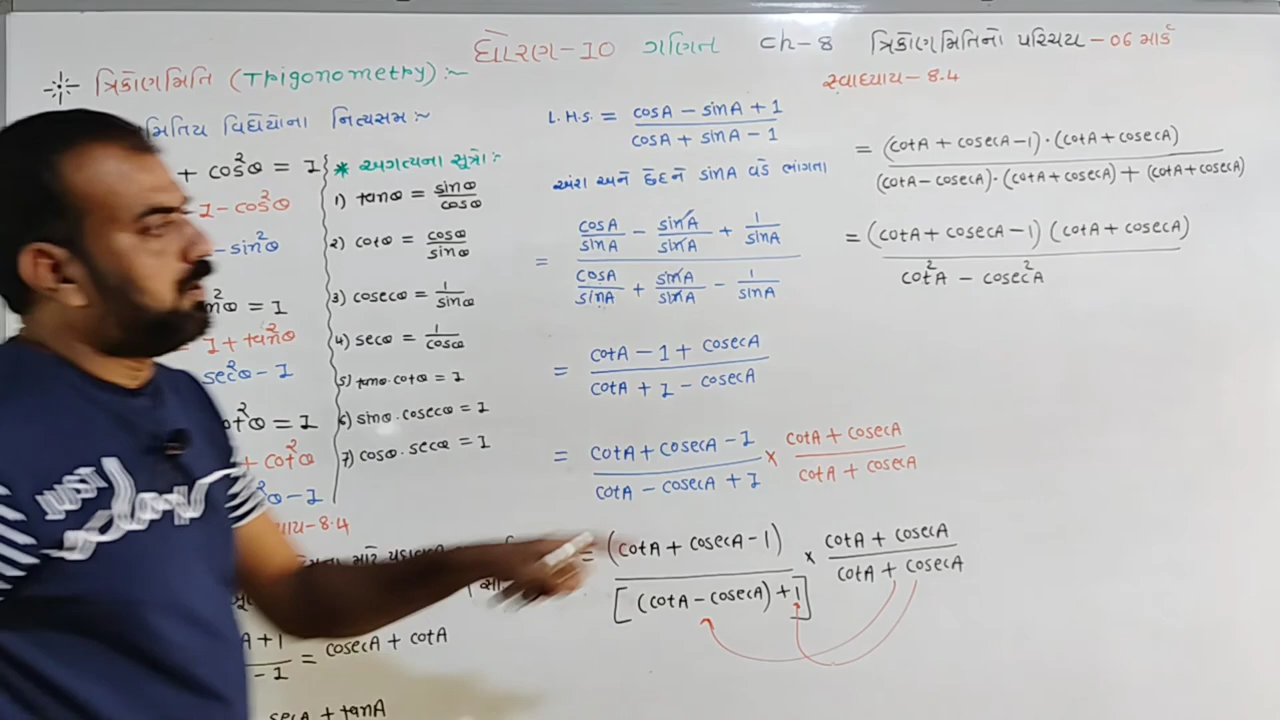 ધોરણ-10 ગણિત ch-8 ત્રિકોણમિતિનો પરિચય - 06 માર્ક
ત્રિકોણમિતિ (Trigonometry) :~
સ્વાધ્યાય - 8.4
મિતિય વિધેયોના નિત્યસમ :~
+ cos²θ = 1
- 1 - cos²θ
- sin²θ
n²θ = 1
= 1 + tan²θ
sec²θ - 1
ot²θ = 1
+ cot²θ
²θ - 1
* અગત્યના સૂત્રો :-
1) tanθ = sinθ / cosθ
2) cotθ = cosθ / sinθ
3) cosecθ = 1 / sinθ
4) secθ = 1 / cosθ
5) tanθ · cotθ = 1
6) sinθ · cosecθ = 1
7) cosθ · secθ = 1
ાય - 8.4
A + 1 / - 1 = cosecA + cotA
secA + tanA
L.H.S. = cosA - sinA + 1 / cosA + sinA - 1
અંશ અને છેદને sinA વડે ભાગતા
= cosA/sinA - sinA/sinA + 1/sinA / cosA/sinA + sinA/sinA - 1/sinA
= cotA - 1 + cosecA / cotA + 1 - cosecA
= cotA + cosecA - 1 / cotA - cosecA + 1 × cotA + cosecA / cotA + cosecA
= (cotA + cosecA - 1) / [(cotA - cosecA) + 1] × cotA + cosecA / cotA + cosecA
= (cotA + cosecA - 1) · (cotA + cosecA) / (cotA - cosecA) · (cotA + cosecA) + (cotA + cosecA)
= (cotA + cosecA - 1) (cotA + cosecA) / cot²A - cosec²A